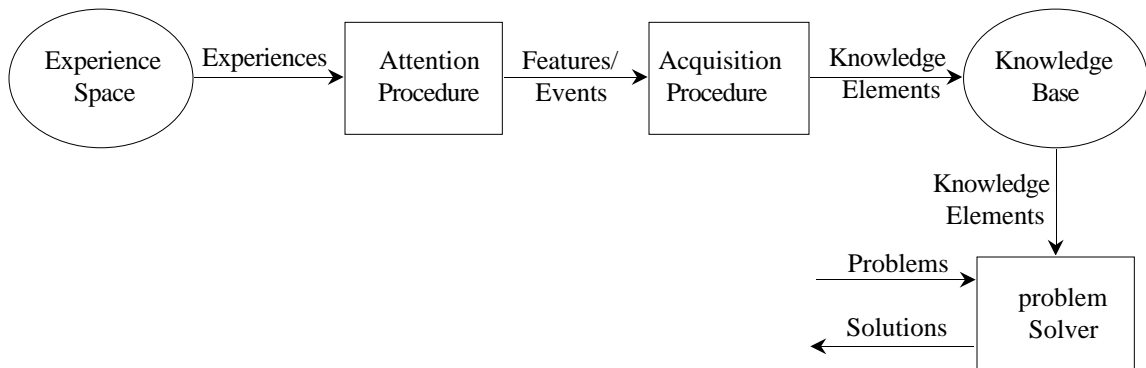 Experience
Space
Experiences
Attention
Procedure
Features/
Events
Acquisition
Procedure
Knowledge
Elements
Knowledge
Base
Knowledge
Elements
Problems
Solutions
problem
Solver